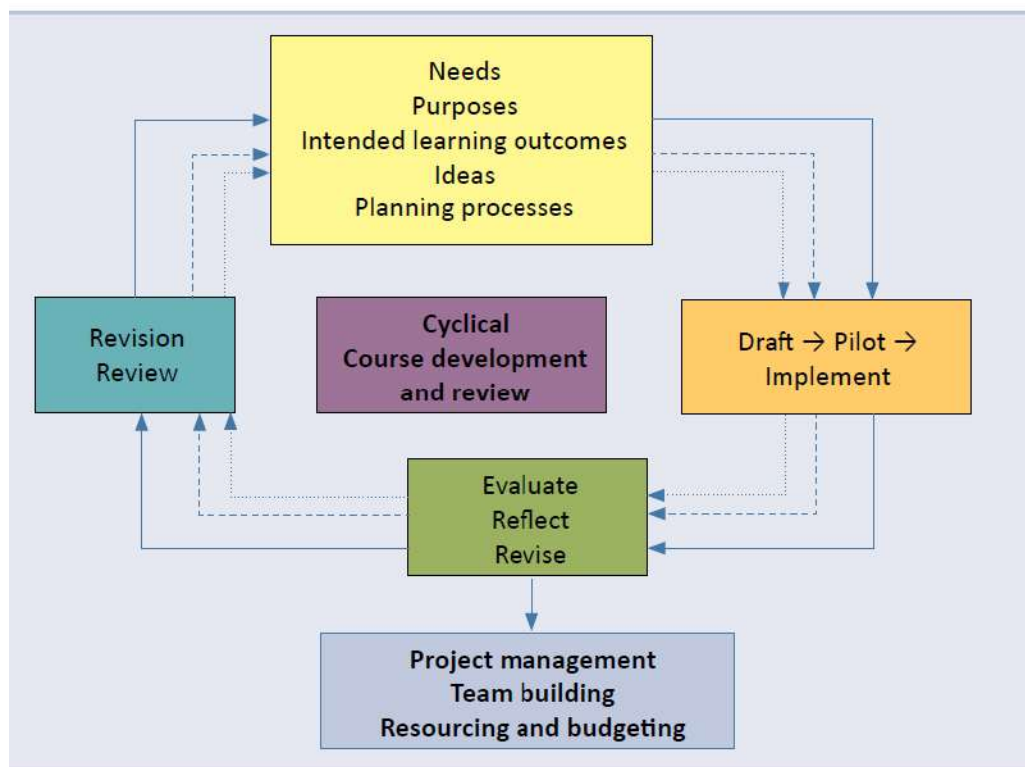 Needs
Purposes
Intended learning outcomes
Ideas
Planning processes
Revision
Review
Cyclical
Course development
and review
Draft → Pilot →
Implement
Evaluate
Reflect
Revise
Project management
Team building
Resourcing and budgeting